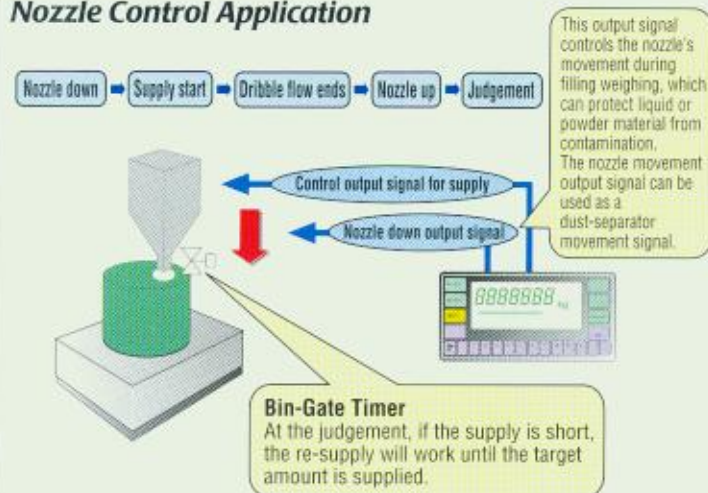 Nozzle Control Application
This output signal
controls the nozzle's
movement during
filling weighing, which
can protect liquid or
powder material from
contamination.
The nozzle movement
output signal can be
used as a
dust-separator
movement signal.
Nozzle down
Supply start
Dribble flow ends
Nozzle up
Judgement
Control output signal for supply
Nozzle down output signal
8888888 kg
Bin-Gate Timer
At the judgement, if the supply is short,
the re-supply will work until the target
amount is supplied.